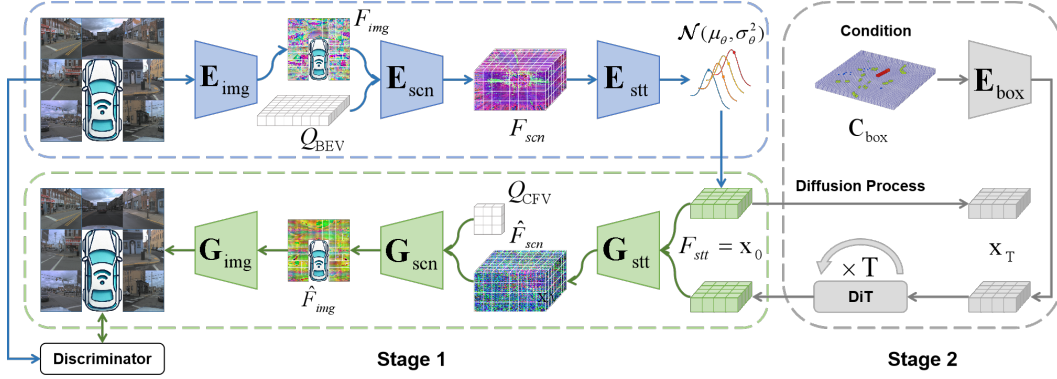 F_img
E_img
Q_BEV
E_scn
F_scn
E_stt
𝒩(μ_θ, σ_θ^2)
Condition
C_box
E_box
G_img
F̂_img
G_scn
Q_CFV
F̂_scn
G_stt
F_stt = x_0
Diffusion Process
x_T
× T
DiT
Discriminator
Stage 1
Stage 2